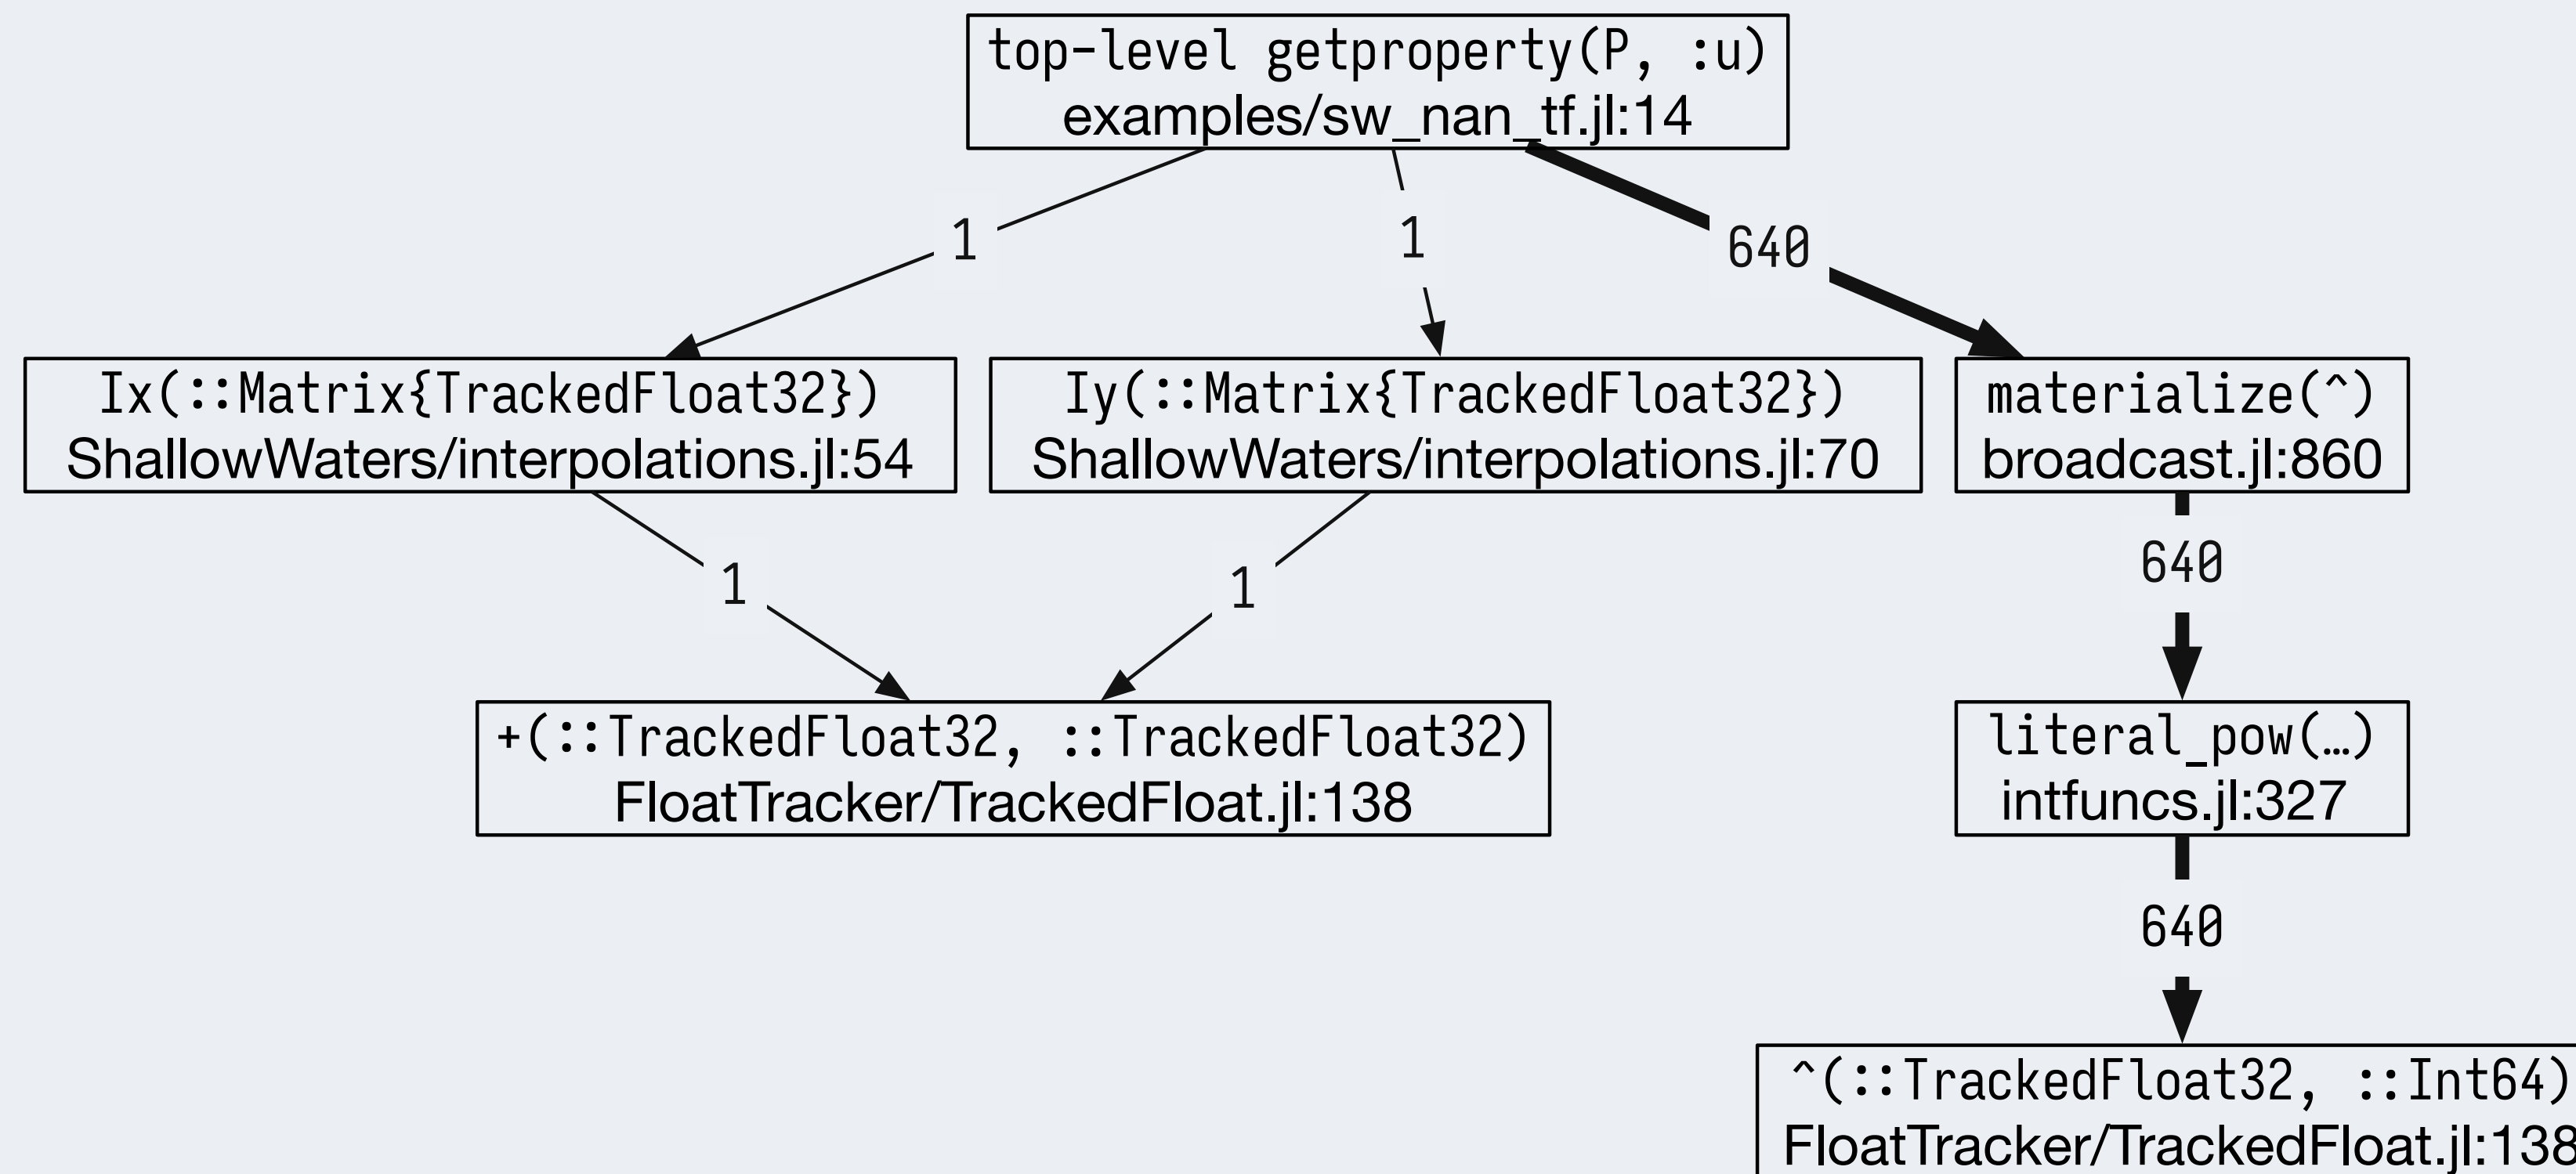 top-level getproperty(P, :u)
examples/sw_nan_tf.jl:14
1
1
640
Ix(::Matrix{TrackedFloat32})
ShallowWaters/interpolations.jl:54
Iy(::Matrix{TrackedFloat32})
ShallowWaters/interpolations.jl:70
materialize(^)
broadcast.jl:860
1
1
640
+(::TrackedFloat32, ::TrackedFloat32)
FloatTracker/TrackedFloat.jl:138
literal_pow(…)
intfuncs.jl:327
640
^(::TrackedFloat32, ::Int64)
FloatTracker/TrackedFloat.jl:138